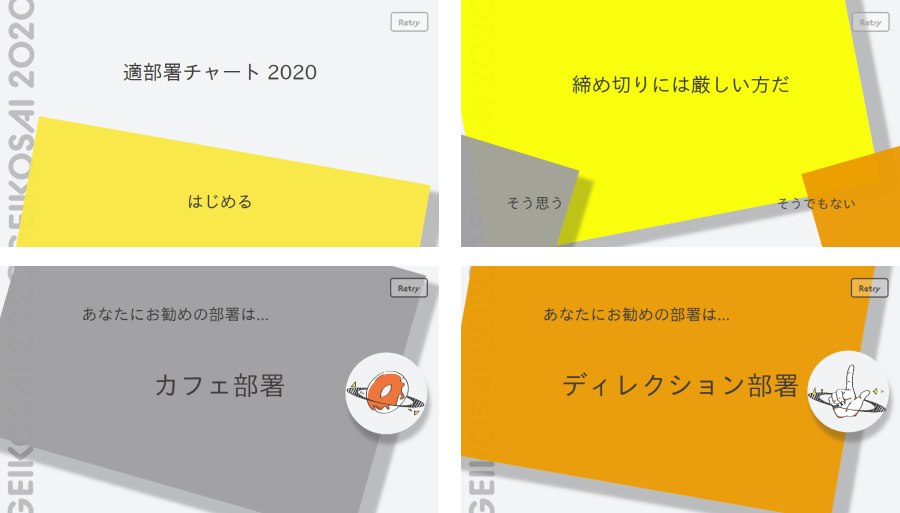 GEIKOSAI 2020
Retry
適部署チャート 2020
はじめる
Retry
締め切りには厳しい方だ
そう思う
そうでもない
Retry
あなたにお勧めの部署は...
カフェ部署
Retry
あなたにお勧めの部署は...
ディレクション部署